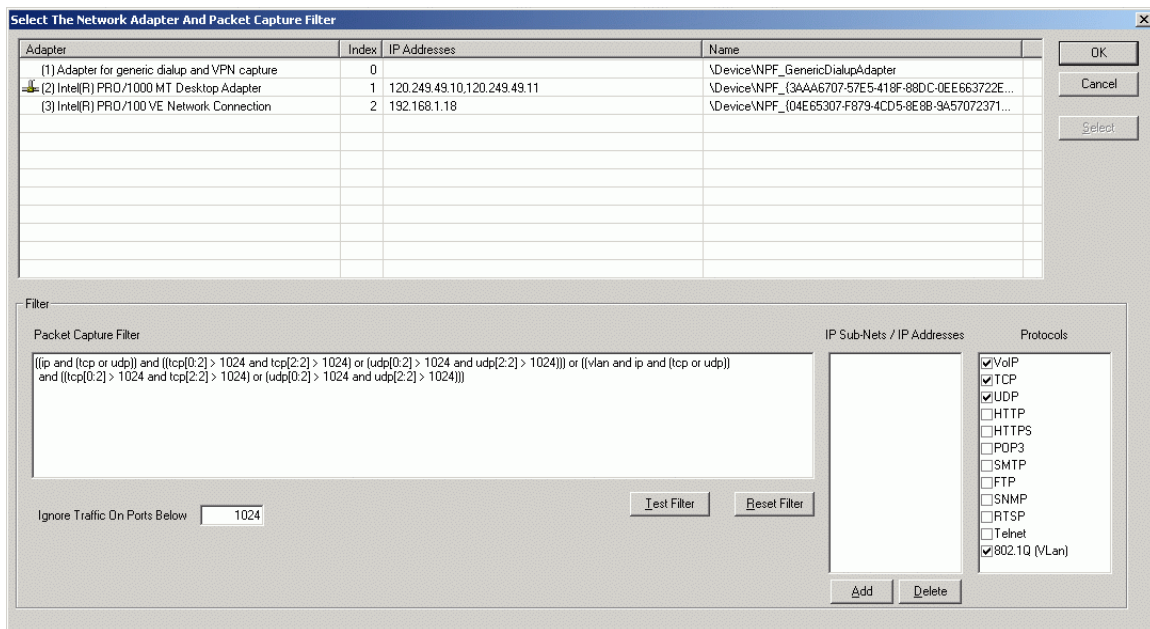 Select The Network Adapter And Packet Capture Filter
Adapter Index IP Addresses Name
(1) Adapter for generic dialup and VPN capture 0 \Device\NPF_GenericDialupAdapter
(2) Intel(R) PRO/1000 MT Desktop Adapter 1 120.249.49.10,120.249.49.11 \Device\NPF_{3AAA6707-57E5-418F-88DC-0EE663722E...
(3) Intel(R) PRO/100 VE Network Connection 2 192.168.1.18 \Device\NPF_{04E65307-F879-4CD5-8E8B-9A57072371...
OK
Cancel
Select
Filter
Packet Capture Filter
((ip and (tcp or udp)) and ((tcp[0:2] > 1024 and tcp[2:2] > 1024) or (udp[0:2] > 1024 and udp[2:2] > 1024))) or ((vlan and ip and (tcp or udp))
and ((tcp[0:2] > 1024 and tcp[2:2] > 1024) or (udp[0:2] > 1024 and udp[2:2] > 1024)))
Ignore Traffic On Ports Below 1024
Test Filter
Reset Filter
IP Sub-Nets / IP Addresses
Add
Delete
Protocols
VoIP
TCP
UDP
HTTP
HTTPS
POP3
SMTP
FTP
SNMP
RTSP
Telnet
802.1Q (VLan)